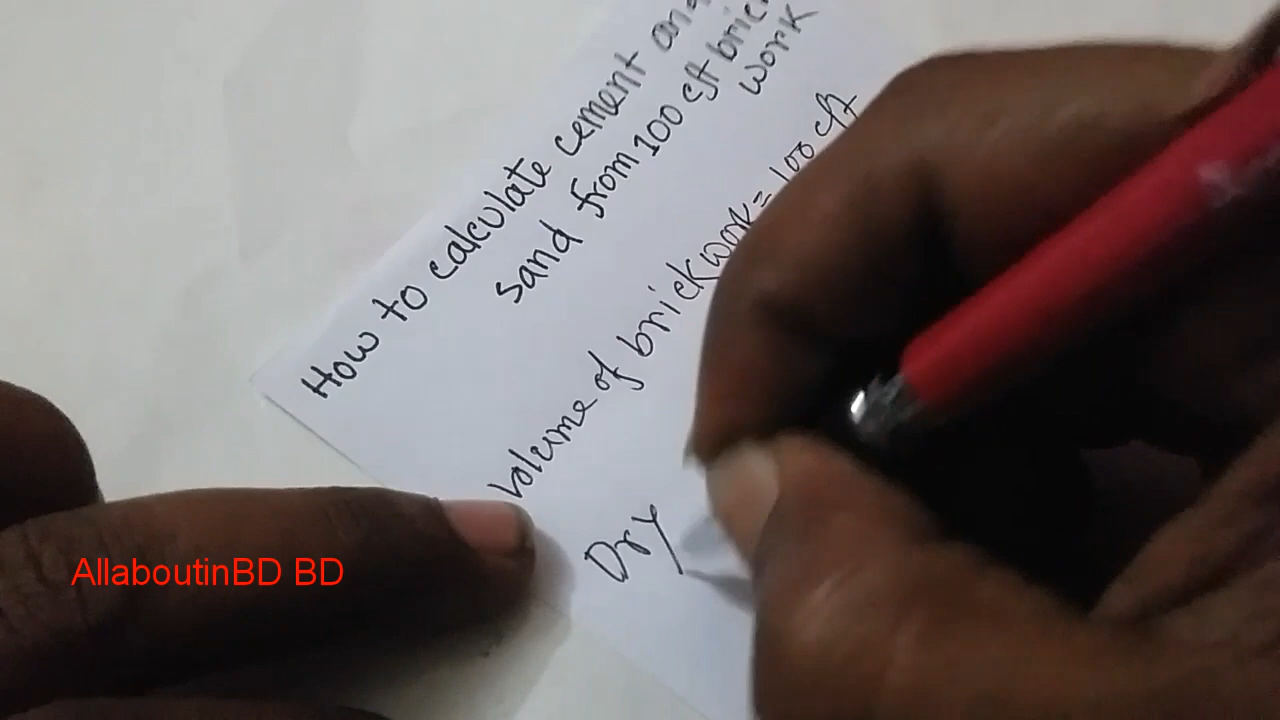 How to calculate cement and
sand from 100 cft brick
work
Volume of brickwork = 100 cft
Dry
AllaboutinBD BD